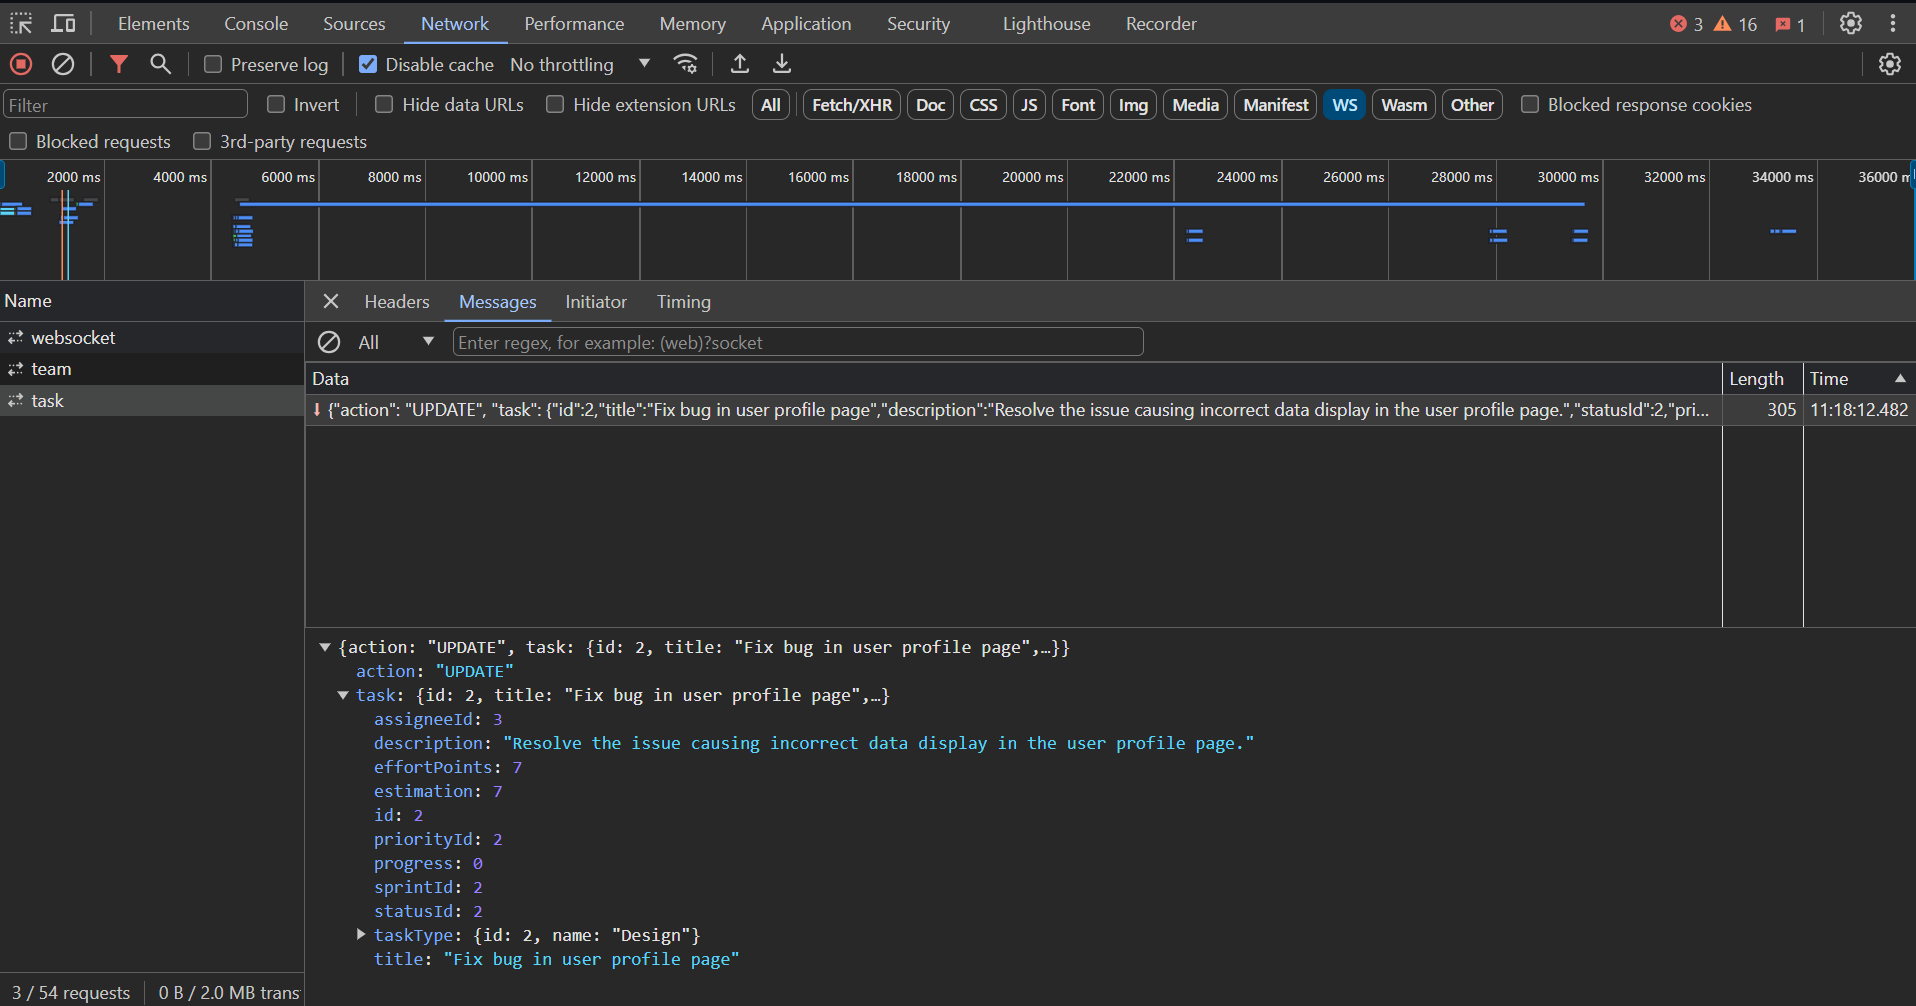 Elements Console Sources Network Performance Memory Application Security Lighthouse Recorder 3 16 1
Preserve log Disable cache No throttling
Filter Invert Hide data URLs Hide extension URLs All Fetch/XHR Doc CSS JS Font Img Media Manifest WS Wasm Other Blocked response cookies
Blocked requests 3rd-party requests
2000 ms 4000 ms 6000 ms 8000 ms 10000 ms 12000 ms 14000 ms 16000 ms 18000 ms 20000 ms 22000 ms 24000 ms 26000 ms 28000 ms 30000 ms 32000 ms 34000 ms 36000 m
Name
websocket
team
task
Headers Messages Initiator Timing
All Enter regex, for example: (web)?socket
Data Length Time
{"action": "UPDATE", "task": {"id":2,"title":"Fix bug in user profile page","description":"Resolve the issue causing incorrect data display in the user profile page.","statusId":2,"pri... 305 11:18:12.482
{action: "UPDATE", task: {id: 2, title: "Fix bug in user profile page",…}}
action: "UPDATE"
task: {id: 2, title: "Fix bug in user profile page",…}
assigneeId: 3
description: "Resolve the issue causing incorrect data display in the user profile page."
effortPoints: 7
estimation: 7
id: 2
priorityId: 2
progress: 0
sprintId: 2
statusId: 2
taskType: {id: 2, name: "Design"}
title: "Fix bug in user profile page"
3 / 54 requests 0 B / 2.0 MB trans